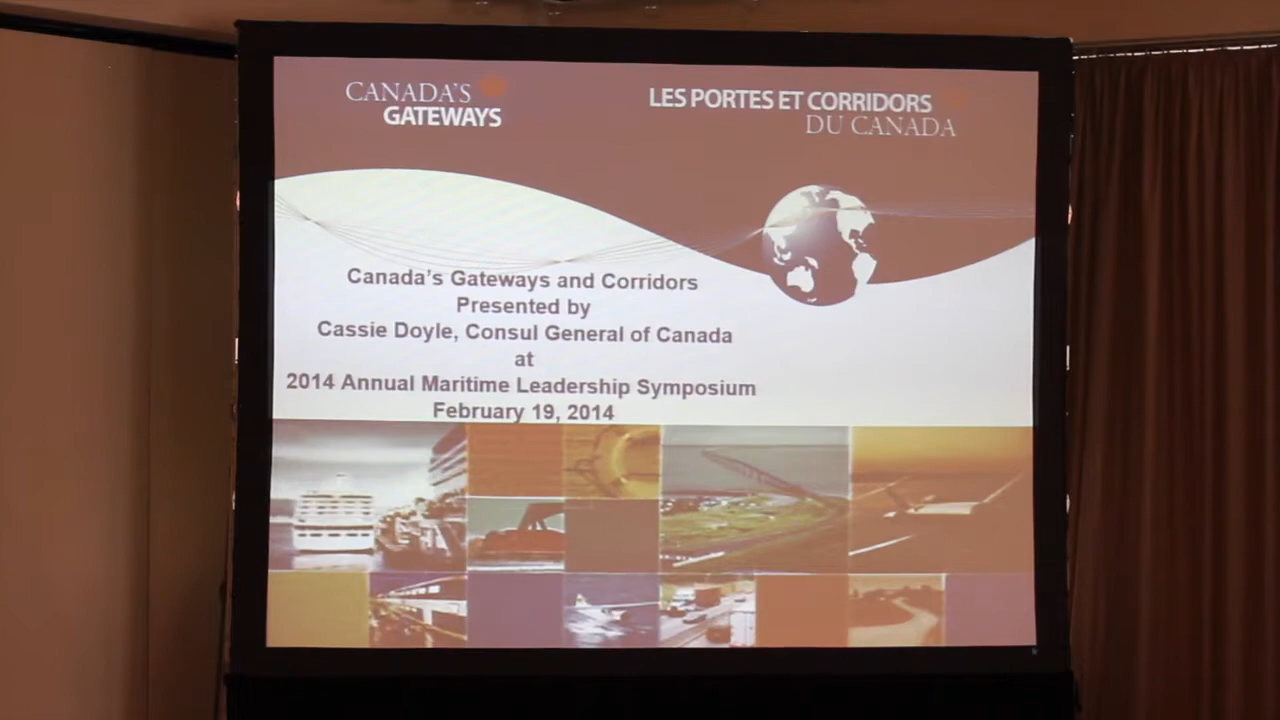 CANADA'S
GATEWAYS
LES PORTES ET CORRIDORS
DU CANADA
Canada's Gateways and Corridors
Presented by
Cassie Doyle, Consul General of Canada
at
2014 Annual Maritime Leadership Symposium
February 19, 2014